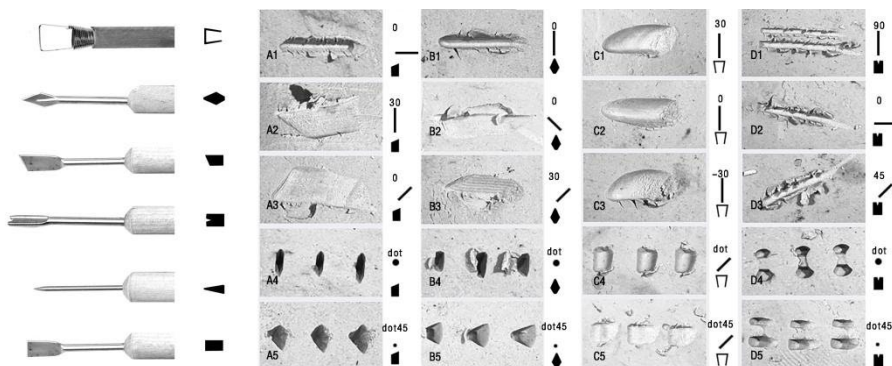 A1 0
B1 0
C1 30
D1 90
A2 30
B2 0
C2 0
D2 0
A3 0
B3 30
C3 -30
D3 45
A4 dot
B4 dot
C4 dot
D4 dot
A5 dot45
B5 dot45
C5 dot45
D5 dot45